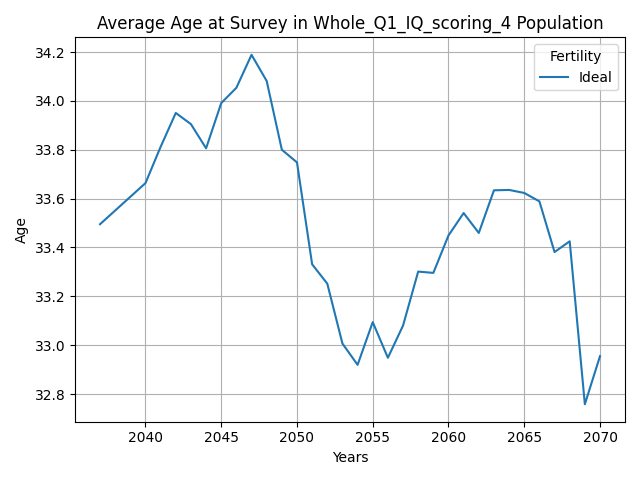 Average Age at Survey in Whole_Q1_IQ_scoring_4 Population
34.2
34.0
33.8
33.6
33.4
33.2
33.0
32.8
Age
Fertility
Ideal
2040 2045 2050 2055 2060 2065 2070
Years